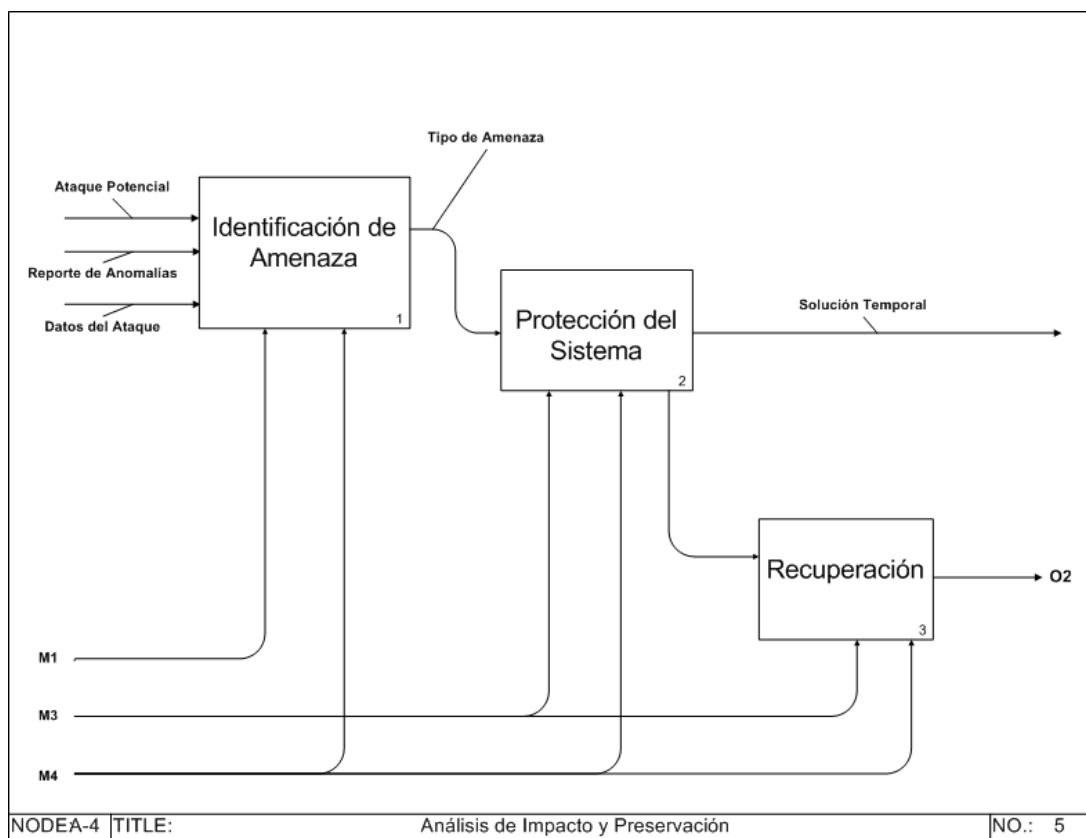 Tipo de Amenaza
Ataque Potencial
Identificación de
Amenaza
Reporte de Anomalías
Datos del Ataque
1
Solución Temporal
Protección del
Sistema
2
Recuperación
O2
3
M1
M3
M4
NODEA-4 TITLE: Análisis de Impacto y Preservación NO.: 5